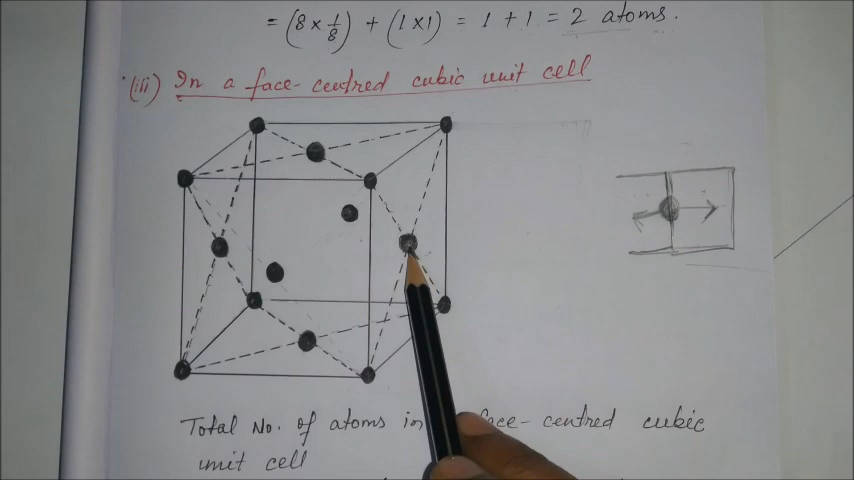 = (8 × 1/8) + (1×1) = 1 + 1 = 2 atoms.
(iii) In a face-centred cubic unit cell
Total No. of atoms in face-centred cubic
unit cell